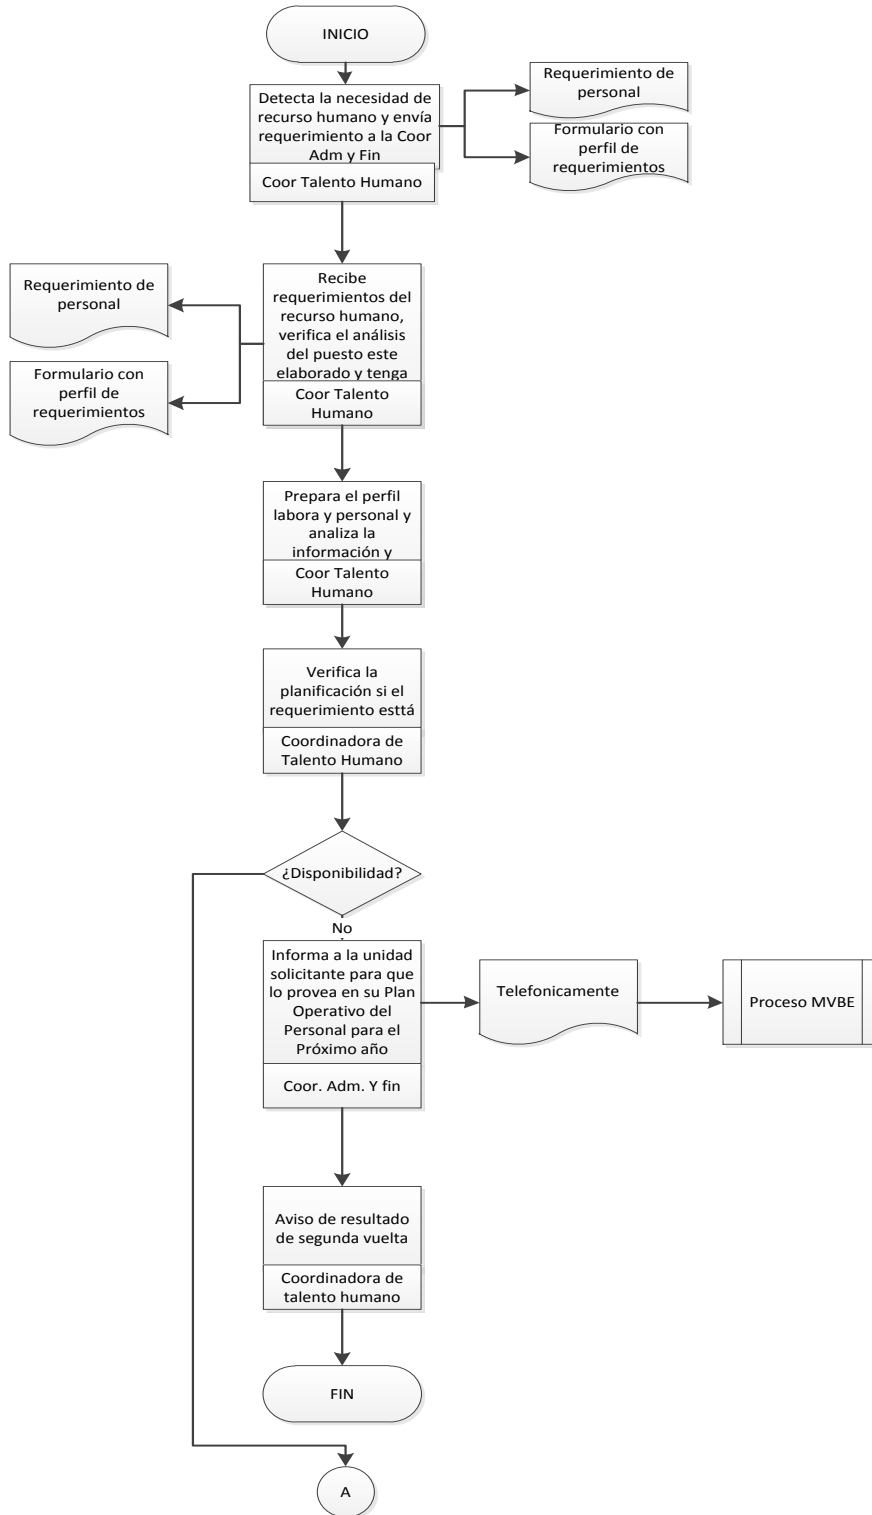 INICIO
Detecta la necesidad de
recurso humano y envía
requerimiento a la Coor
Adm y Fin
Coor Talento Humano
Requerimiento de
personal
Formulario con
perfil de
requerimientos
Recibe
requerimientos del
recurso humano,
verifica el análisis
del puesto este
elaborado y tenga
Coor Talento
Humano
Requerimiento de
personal
Formulario con
perfil de
requerimientos
Prepara el perfil
labora y personal y
analiza la
información y
Coor Talento
Humano
Verifica la
planificación si el
requerimiento esttá
Coordinadora de
Talento Humano
¿Disponibilidad?
No
Informa a la unidad
solicitante para que
lo provea en su Plan
Operativo del
Personal para el
Próximo año
Coor. Adm. Y fin
Telefonicamente
Proceso MVBE
Aviso de resultado
de segunda vuelta
Coordinadora de
talento humano
FIN
A